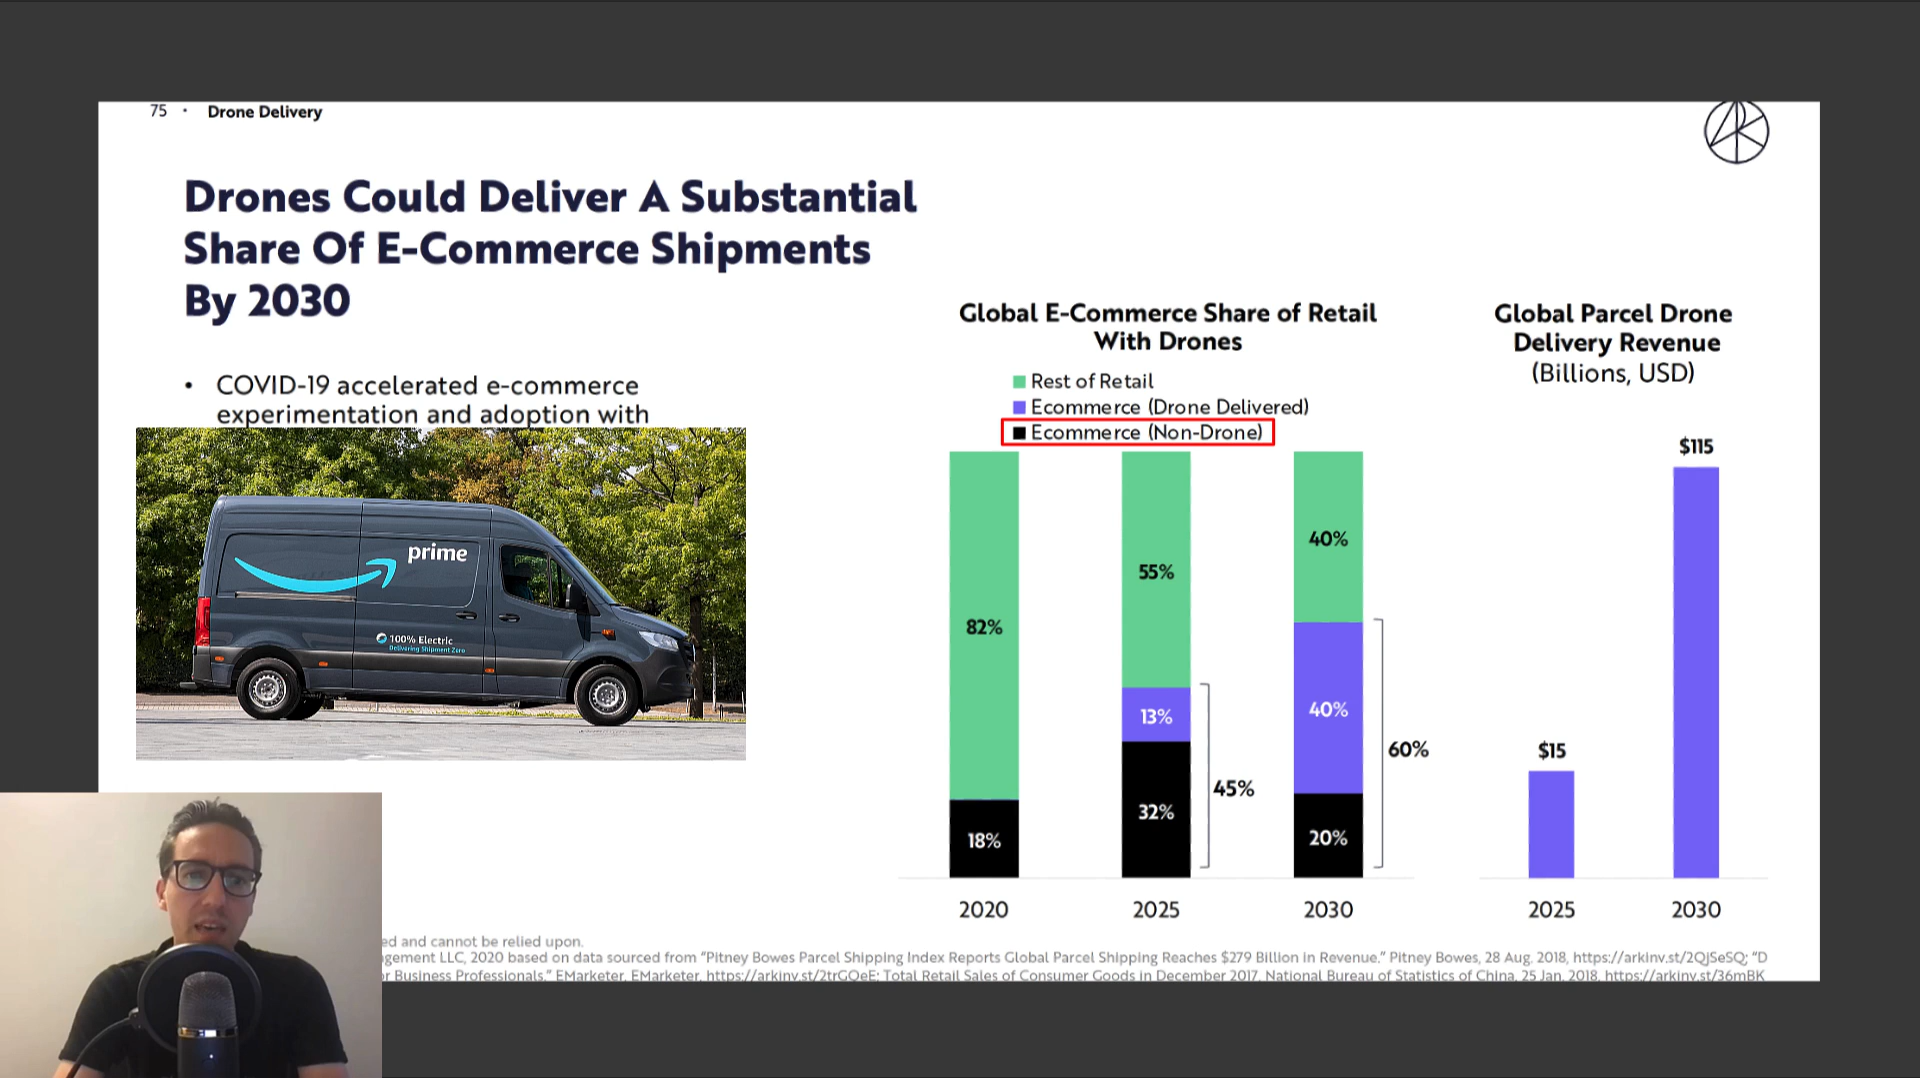 75 · Drone Delivery
Drones Could Deliver A Substantial
Share Of E-Commerce Shipments
By 2030
• COVID-19 accelerated e-commerce
experimentation and adoption with
prime
100% Electric
Delivering Shipment Zero
Global E-Commerce Share of Retail
With Drones
Rest of Retail
Ecommerce (Drone Delivered)
Ecommerce (Non-Drone)
82%
18%
55%
13%
32%
45%
40%
40%
20%
60%
2020
2025
2030
Global Parcel Drone
Delivery Revenue
(Billions, USD)
$15
$115
2025
2030
ed and cannot be relied upon.
gement LLC, 2020 based on data sourced from "Pitney Bowes Parcel Shipping Index Reports Global Parcel Shipping Reaches $279 Billion in Revenue." Pitney Bowes, 28 Aug. 2018, https://arkinv.st/2QJSeSQ; "D
or Business Professionals." EMarketer, EMarketer, https://arkinv.st/2trGOeE; Total Retail Sales of Consumer Goods in December 2017, National Bureau of Statistics of China, 25 Jan. 2018, https://arkinv.st/36mBK